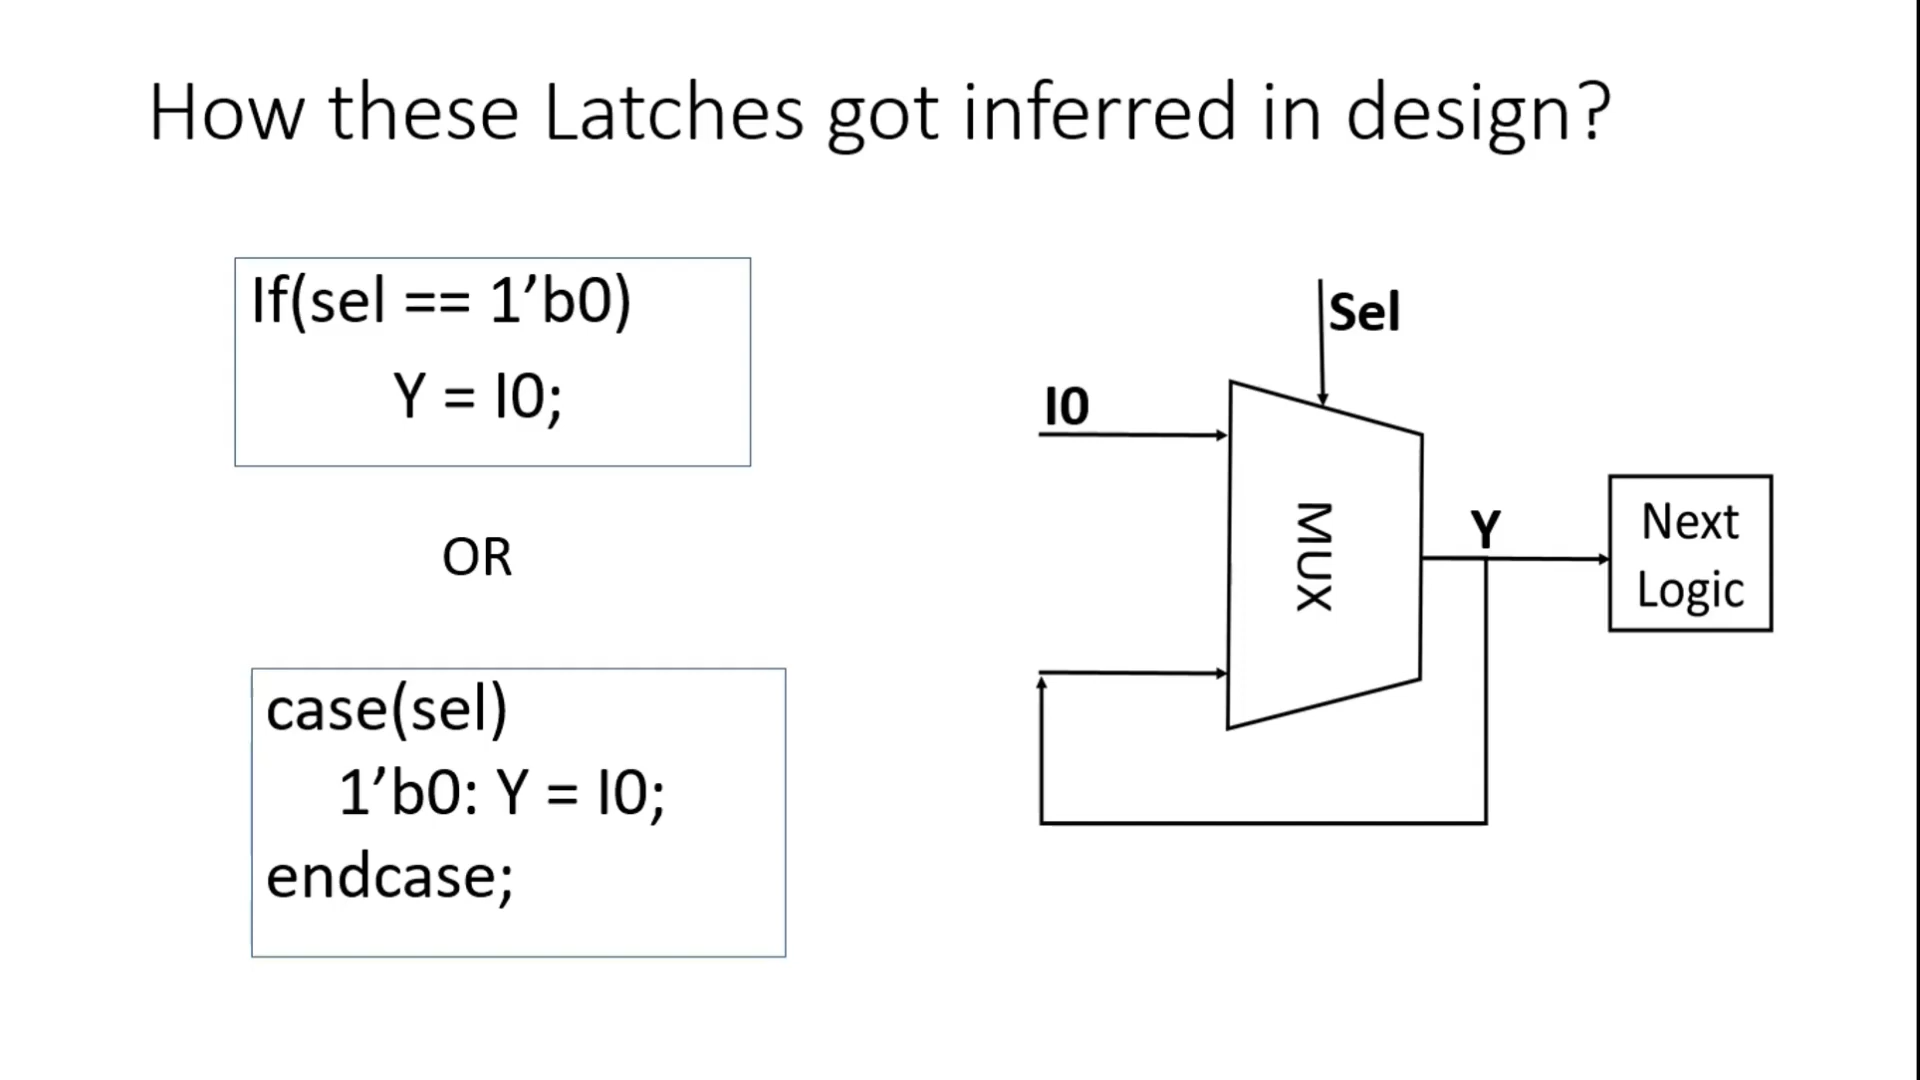 How these Latches got inferred in design?
If(sel == 1’b0)
Y = I0;
OR
case(sel)
1’b0: Y = I0;
endcase;
Sel
I0
MUX
Y
Next
Logic